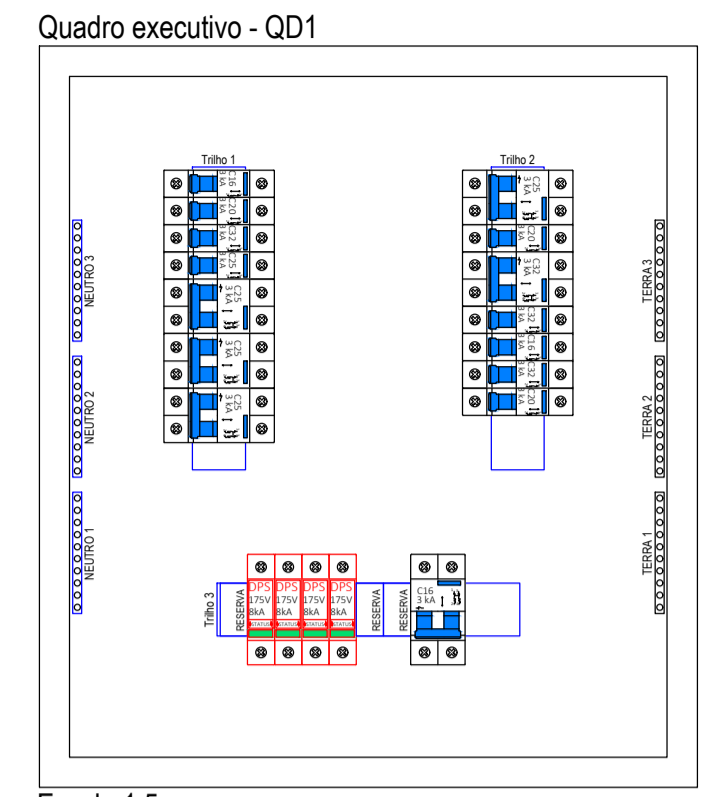 Quadro executivo - QD1
Trilho 1
C16
3 kA
C20
3 kA
C32
3 kA
C25
3 kA
C25
3 kA
C25
3 kA
C25
3 kA
Trilho 2
C25
3 kA
C20
3 kA
C32
3 kA
C32
3 kA
C16
3 kA
C32
3 kA
C20
3 kA
NEUTRO 3
NEUTRO 2
NEUTRO 1
TERRA 3
TERRA 2
TERRA 1
Trilho 3
RESERVA
DPS
175V
8kA
STATUS
DPS
175V
8kA
STATUS
DPS
175V
8kA
STATUS
DPS
175V
8kA
STATUS
RESERVA
RESERVA
C16
3 kA